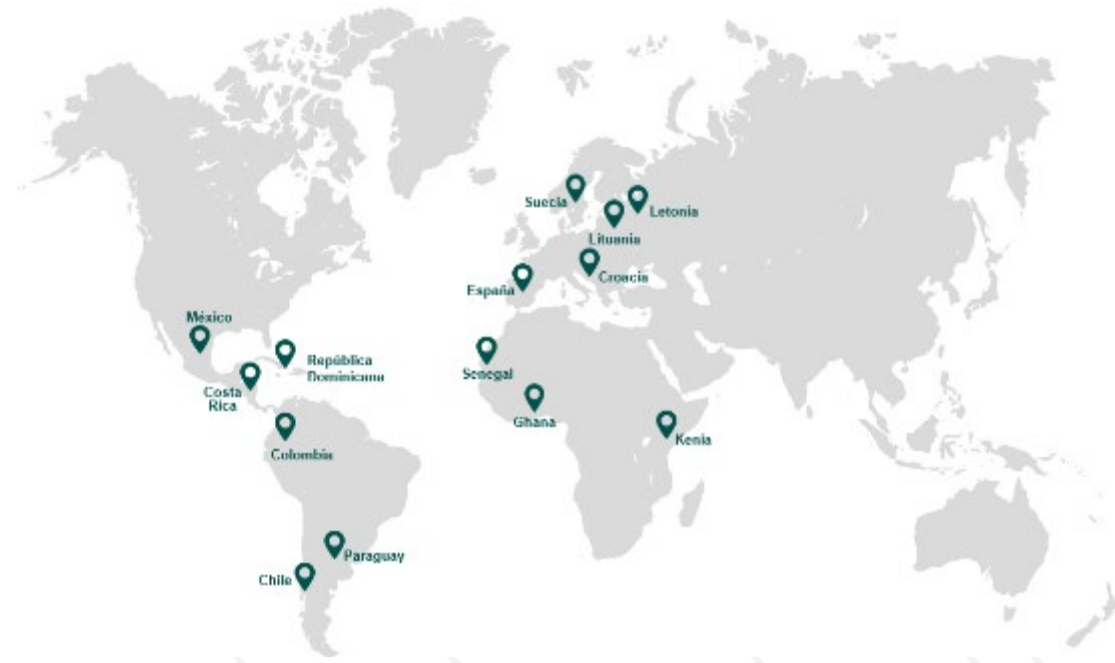 Suecia
Letonia
Lituania
Croacia
España
México
República
Dominicana
Senegal
Costa
Rica
Ghana
Colombia
Kenia
Paraguay
Chile